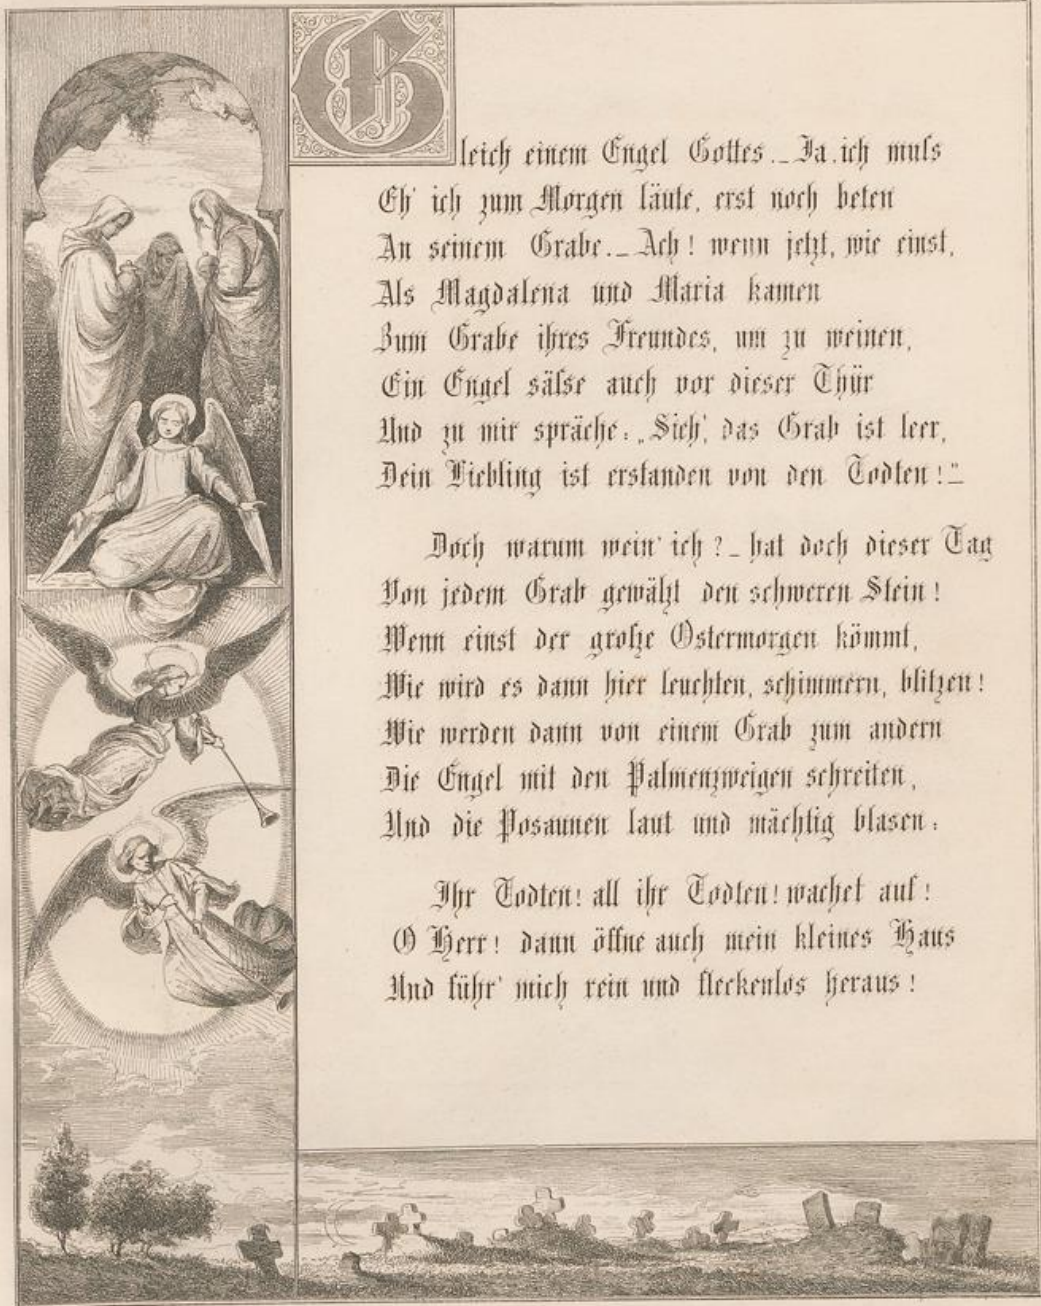 Gleich einem Engel Gottes._ Ja, ich muſs
Eh' ich zum Morgen läute, erst noch beten
An seinem Grabe._ Ach! wenn jetzt, wie einst,
Als Magdalena und Maria kamen
Zum Grabe ihres Freundes, um zu weinen,
Ein Engel säſse auch vor dieser Thür
Und zu mir spräche: „Sieh', das Grab ist leer,
Dein Liebling ist erstanden von den Todten!"_
Doch warum wein' ich?_ hat doch dieser Tag
Von jedem Grab gewälzt den schweren Stein!
Wenn einst der große Ostermorgen kömmt,
Wie wird es dann hier leuchten, schimmern, blitzen!
Wie werden dann von einem Grab zum andern
Die Engel mit den Palmenzweigen schreiten,
Und die Posaunen laut und mächtig blasen:
Ihr Todten! all ihr Todten! wachet auf!
O Herr! dann öffne auch mein kleines Haus
Und führ' mich rein und fleckenlos heraus!